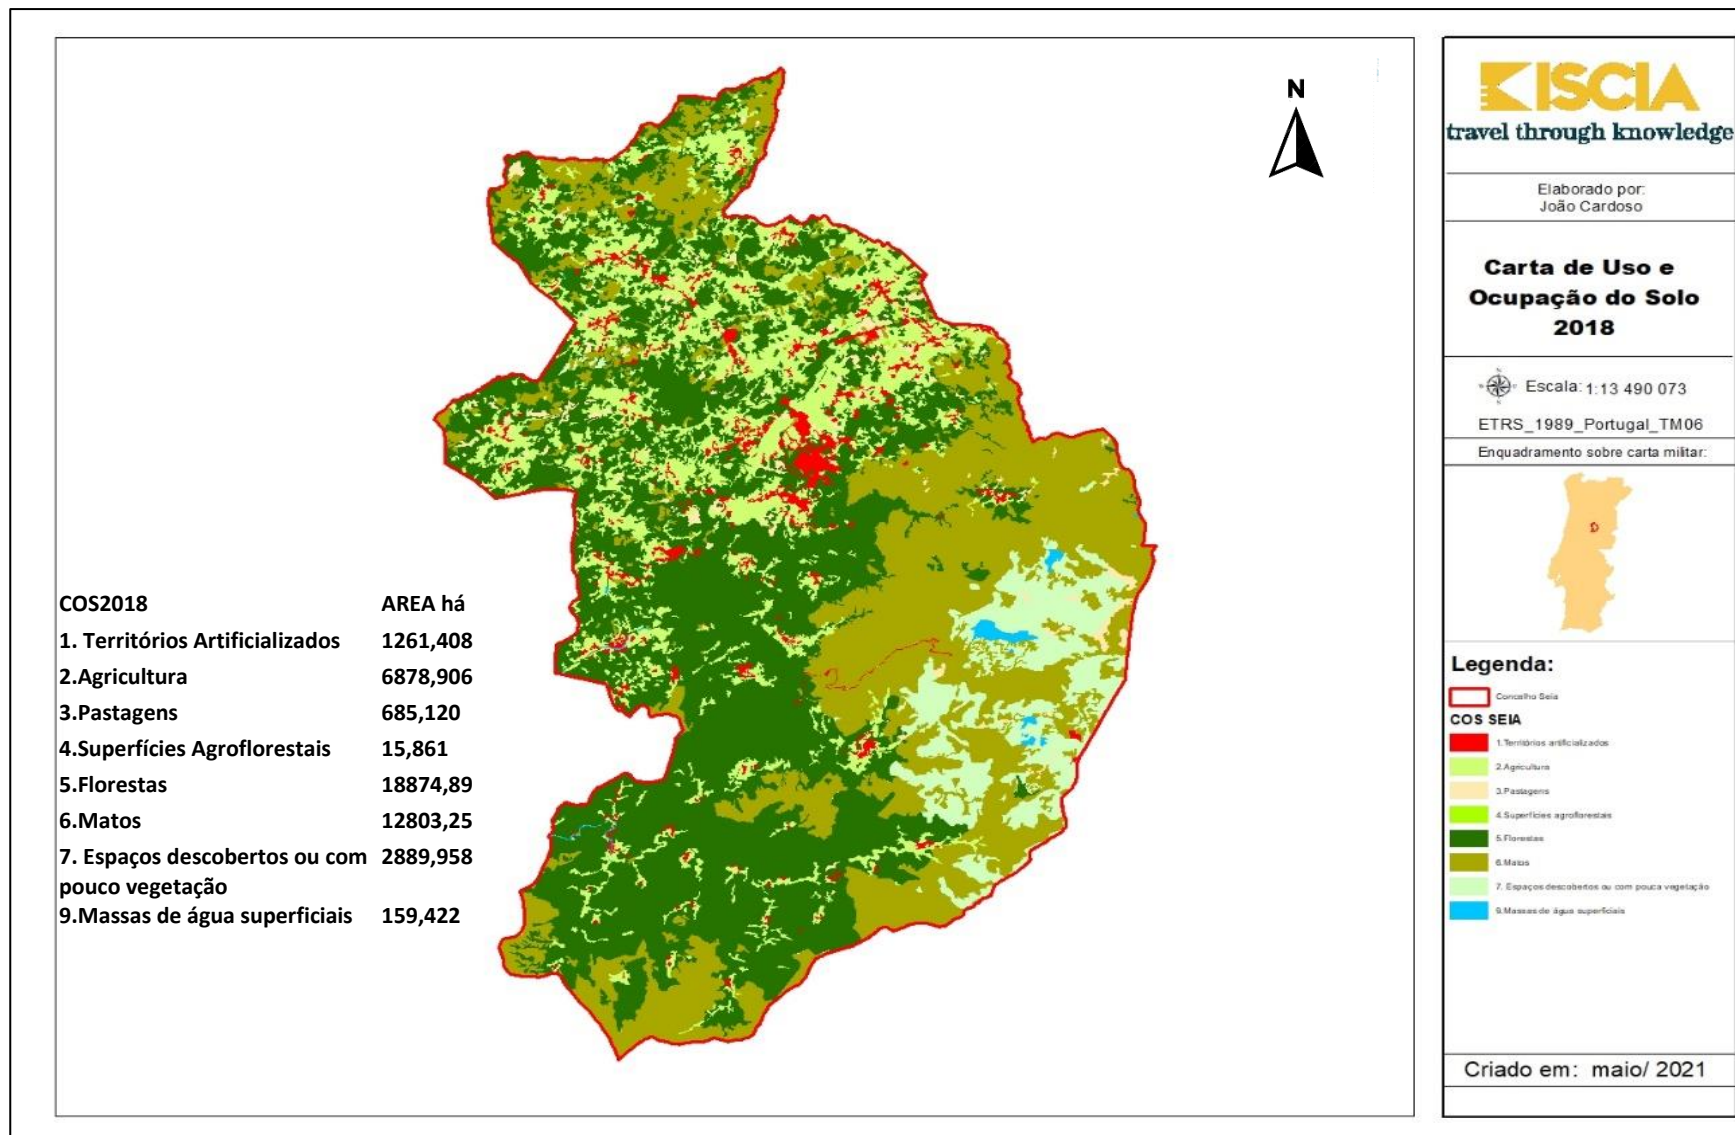 N
COS2018 AREA há
1. Territórios Artificializados 1261,408
2.Agricultura 6878,906
3.Pastagens 685,120
4.Superfícies Agroflorestais 15,861
5.Florestas 18874,89
6.Matos 12803,25
7. Espaços descobertos ou com 2889,958
pouco vegetação
9.Massas de água superficiais 159,422
ISCIA
travel through knowledge
Elaborado por:
João Cardoso
Carta de Uso e
Ocupação do Solo
2018
Escala: 1:13 490 073
ETRS_1989_Portugal_TM06
Enquadramento sobre carta militar:
Legenda:
Concelho Seia
COS SEIA
1.Territórios artificializados
2.Agricultura
3.Pastagens
4.Superfícies agroflorestais
5.Florestas
6.Matos
7. Espaços descobertos ou com pouca vegetação
9.Massas de água superficiais
Criado em: maio/ 2021